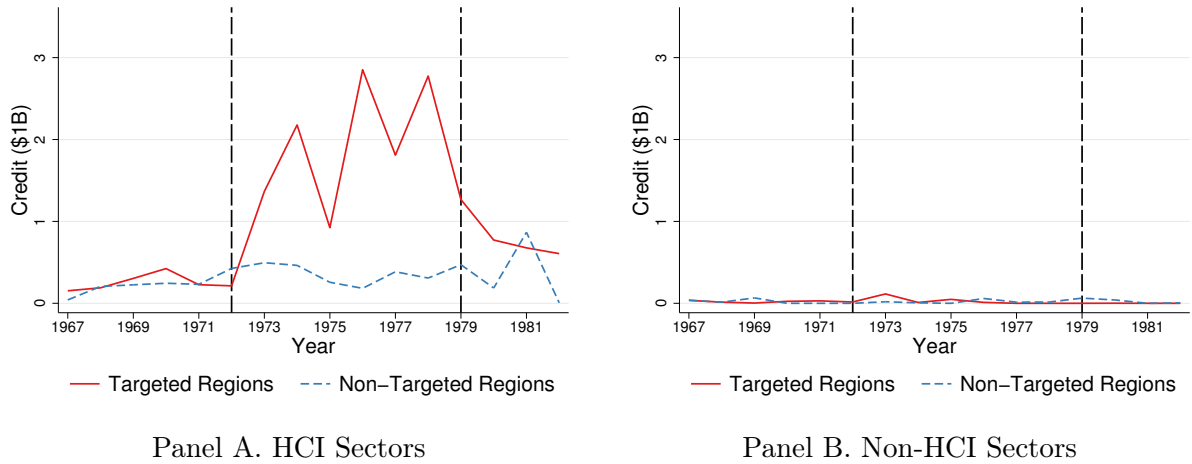 Credit ($1B)
3
2
1
0
1967 1969 1971 1973 1975 1977 1979 1981
Year
Targeted Regions Non-Targeted Regions
Panel A. HCI Sectors
Credit ($1B)
3
2
1
0
1967 1969 1971 1973 1975 1977 1979 1981
Year
Targeted Regions Non-Targeted Regions
Panel B. Non-HCI Sectors